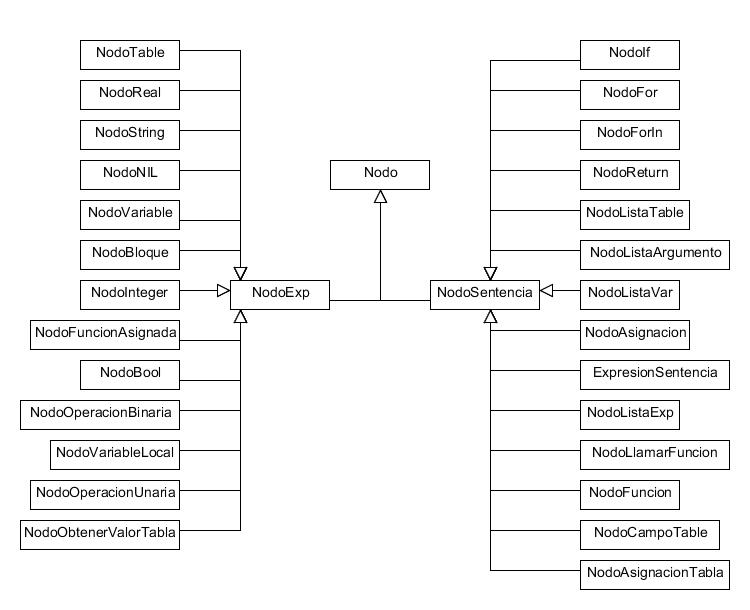 NodoTable
NodoIf
NodoReal
NodoFor
NodoString
NodoForIn
NodoNIL
Nodo
NodoReturn
NodoVariable
NodoListaTable
NodoBloque
NodoListaArgumento
NodoInteger
NodoExp
NodoSentencia
NodoListaVar
NodoFuncionAsignada
NodoAsignacion
NodoBool
ExpresionSentencia
NodoOperacionBinaria
NodoListaExp
NodoVariableLocal
NodoLlamarFuncion
NodoOperacionUnaria
NodoFuncion
NodoObtenerValorTabla
NodoCampoTable
NodoAsignacionTabla